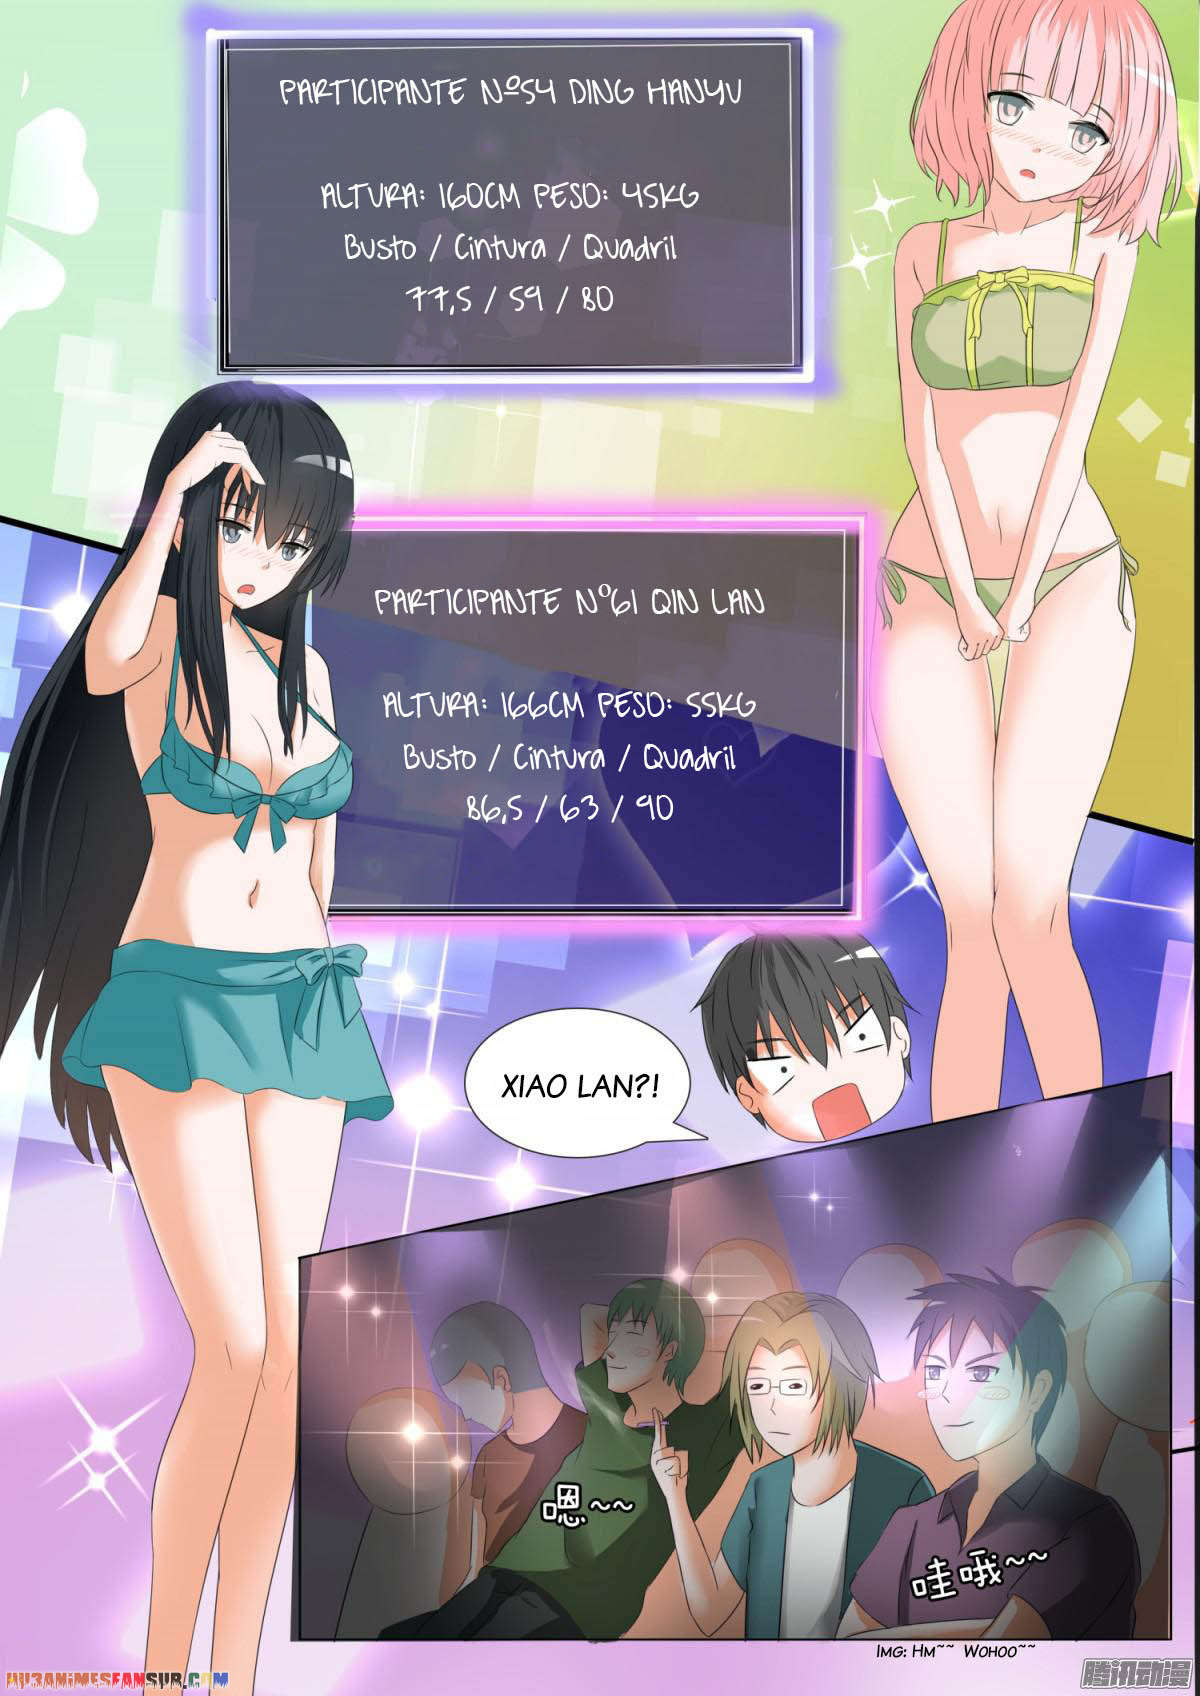 PARTICIPANTE Nº54 DING HANYU
ALTURA: 160CM PESO: 45KG
Busto / Cintura / Quadril
77,5 / 59 / 80
PARTICIPANTE Nº61 QIN LAN
ALTURA: 166CM PESO: 55KG
Busto / Cintura / Quadril
86,5 / 63 / 90
XIAO LAN?!
嗯~~
哇哦~~
IMG: HM~~ WOHOO~~
HU3ANIMESFANSUB.COM
腾讯动漫